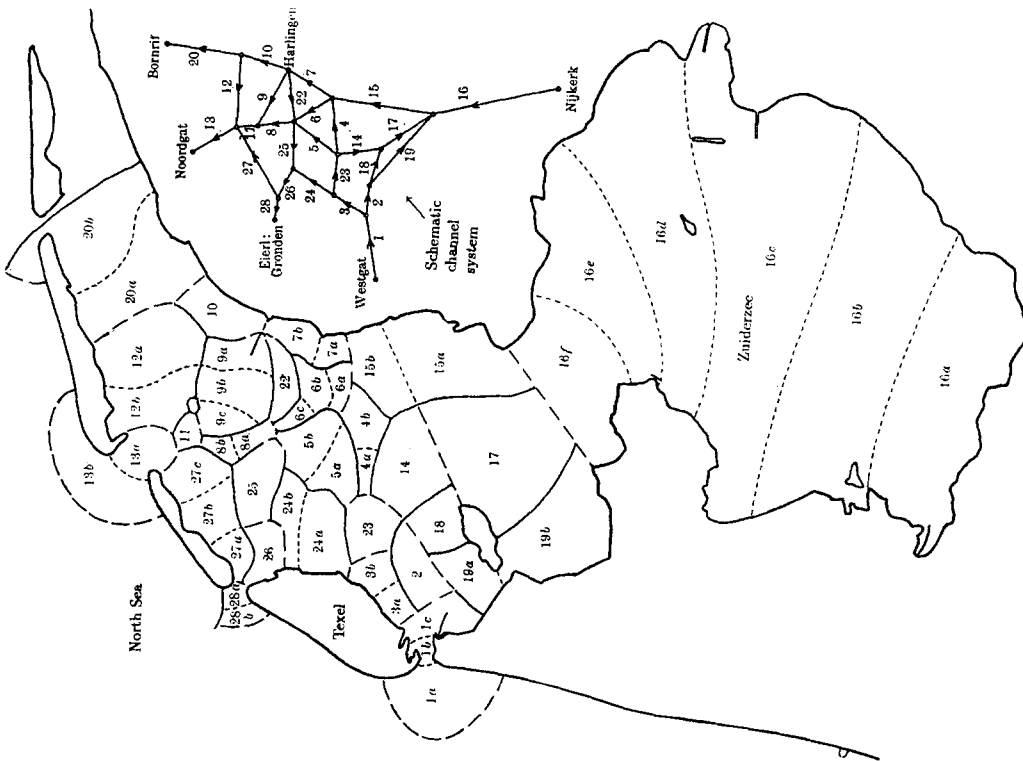 North Sea
Texel
Zuiderzee
1a
1b
1c
2
3a
3b
4a
4b
5a
5b
6a
6b
6c
7a
7b
8a
8b
9a
9b
9c
10
11
12a
12b
13a
13b
14
15a
15b
16a
16b
16c
16d
16e
16f
17
18
19a
19b
20a
20b
22
23
24a
24b
25
26
27a
27b
27c
28a
28
b
Bornrif
Noordgat
Harlingen
Eierl:
Gronden
Westgat
Nijkerk
Schematic
channel
system
1
2
3
4
5
6
7
8
9
10
11
12
13
14
15
16
17
18
19
20
22
23
24
25
26
27
28